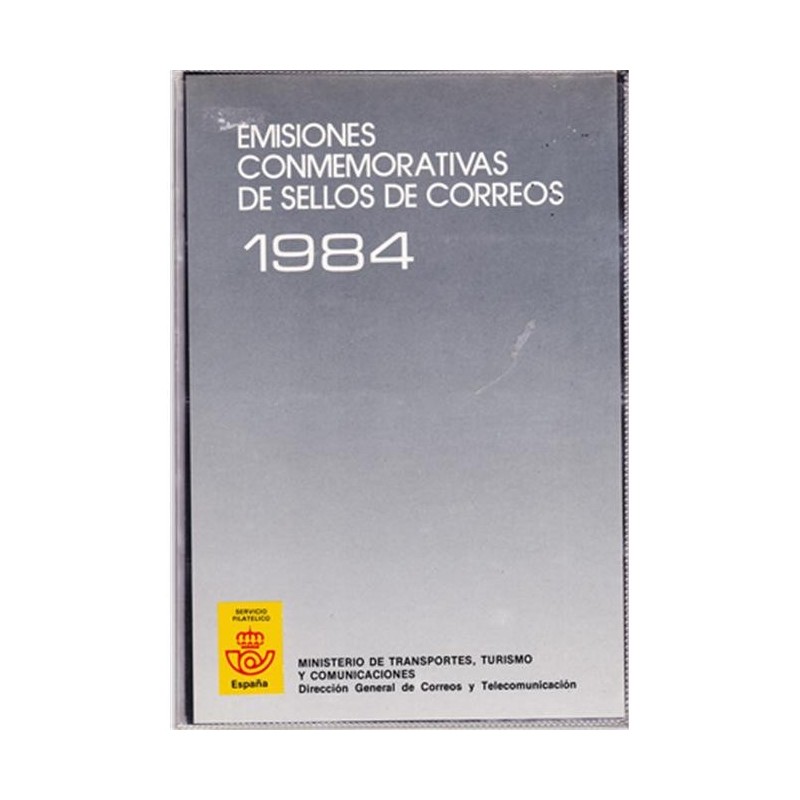 EMISIONES
CONMEMORATIVAS
DE SELLOS DE CORREOS
1984
SERVICIO
FILATELICO
España
MINISTERIO DE TRANSPORTES, TURISMO
Y COMUNICACIONES
Dirección General de Correos y Telecomunicación